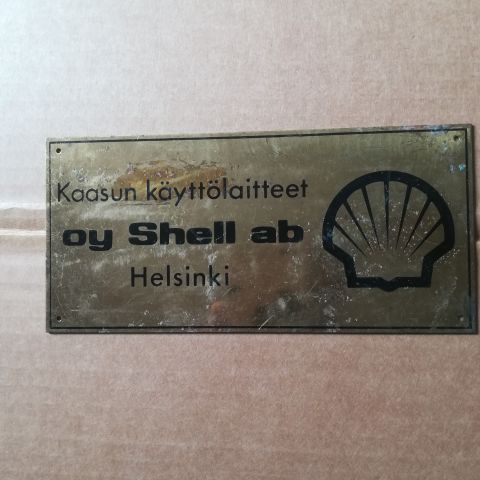 Kaasun käyttölaitteet
oy Shell ab
Helsinki